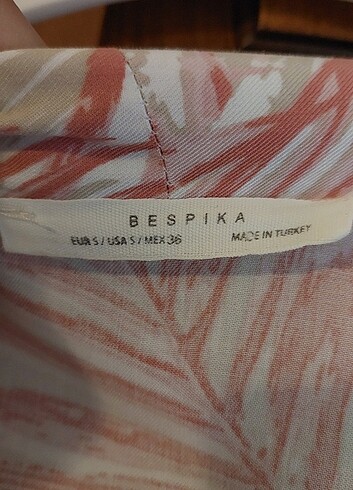 BESPIKA
EUR S / USA S / MEX 36
MADE IN TURKEY